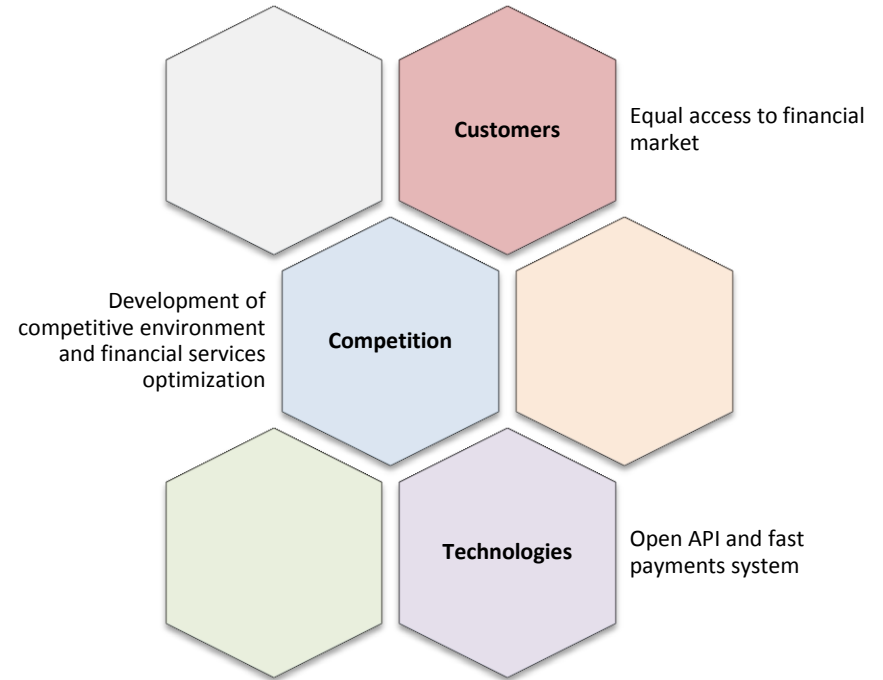 Customers
Equal access to financial
market
Development of
competitive environment
and financial services
optimization
Competition
Technologies
Open API and fast
payments system